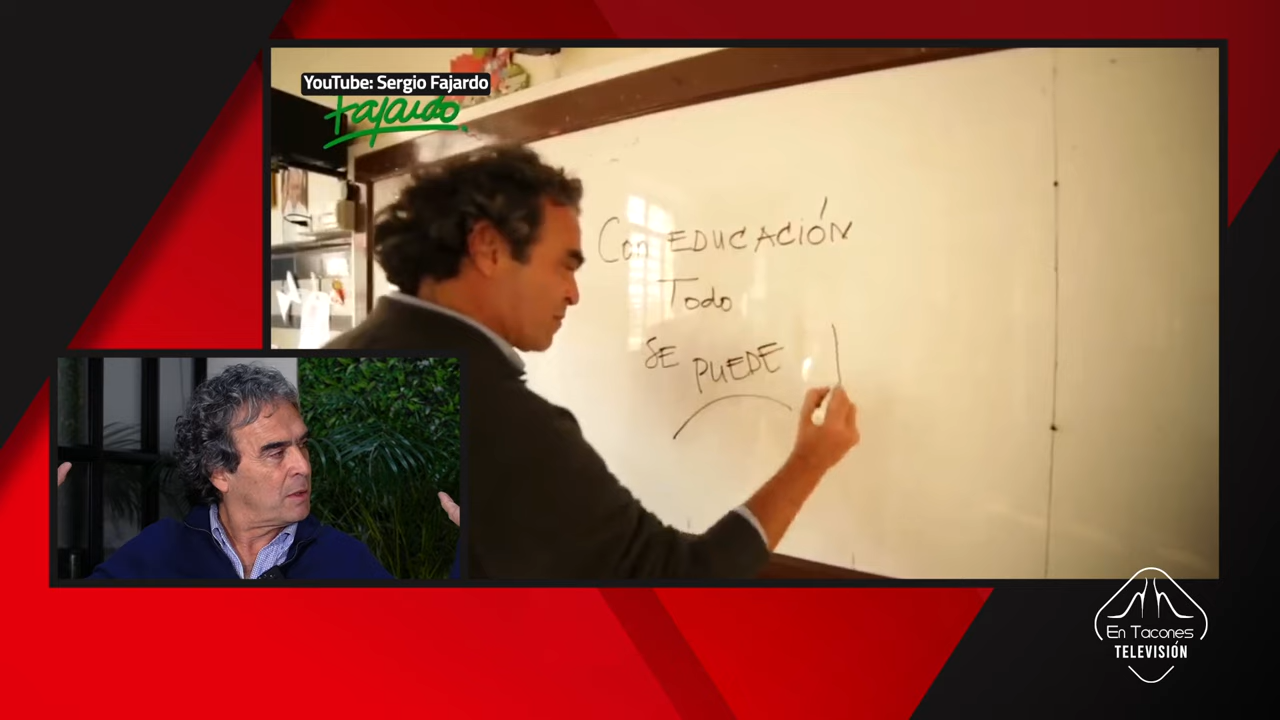 YouTube: Sergio Fajardo
Fajardo
Con EDUCACIÓN
Todo
SE PUEDE
En Tacones
TELEVISIÓN